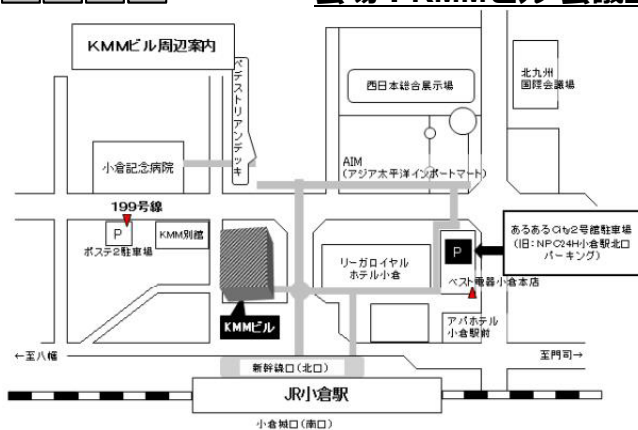 KMMビル周辺案内
ペデストリアンデッキ
西日本総合展示場
北九州
国際会議場
小倉記念病院
AIM
(アジア太平洋インポートマート)
199号線
P
KMM別館
ポステ2駐車場
リーガロイヤル
ホテル小倉
P
あるあるCity2号館駐車場
(旧:NPC24H小倉駅北口
パーキング)
ベスト電器小倉本店
KMMビル
アパホテル
小倉駅前
←至八幡
至門司→
新幹線口(北口)
JR小倉駅
小倉城口(南口)